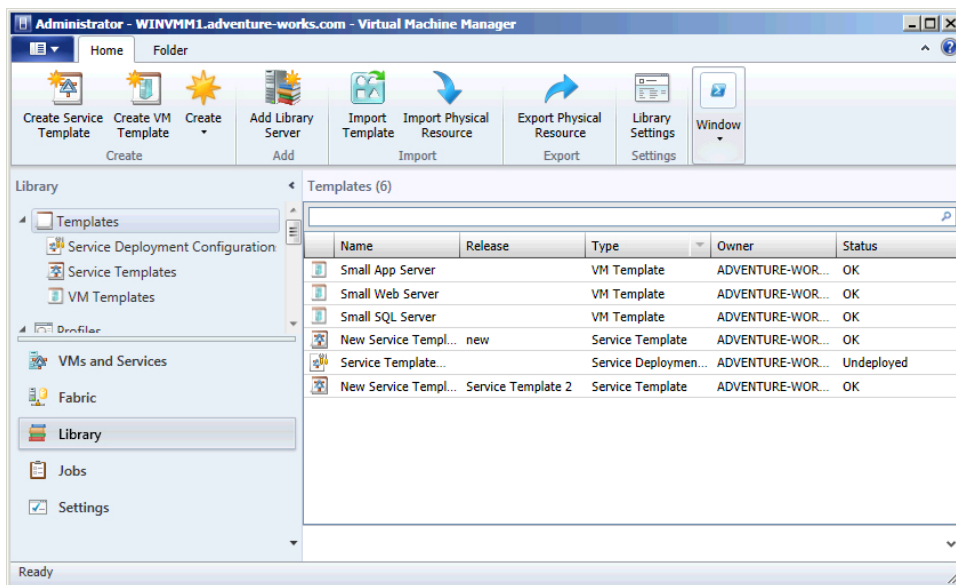 Administrator - WINVMM1.adventure-works.com - Virtual Machine Manager
Home Folder
Create Service Template
Create VM Template
Create
Add Library Server
Import Template
Import Physical Resource
Export Physical Resource
Library Settings
Window
Create Add Import Export Settings
Library
Templates
Service Deployment Configuration
Service Templates
VM Templates
VMs and Services
Fabric
Library
Jobs
Settings
Templates (6)
Name Release Type Owner Status
Small App Server VM Template ADVENTURE-WOR... OK
Small Web Server VM Template ADVENTURE-WOR... OK
Small SQL Server VM Template ADVENTURE-WOR... OK
New Service Templ... new Service Template ADVENTURE-WOR... OK
Service Template... Service Deploymen... ADVENTURE-WOR... Undeployed
New Service Templ... Service Template 2 Service Template ADVENTURE-WOR... OK
Ready